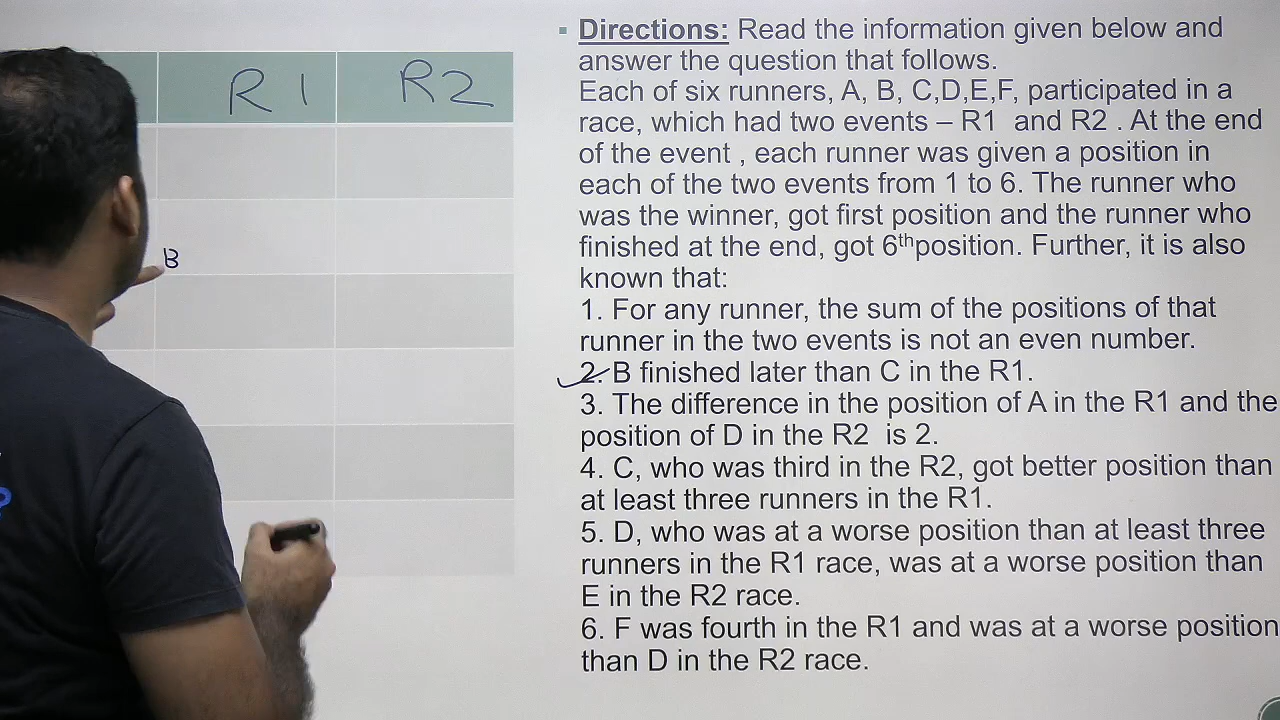 R1 R2
B
▪ Directions: Read the information given below and
answer the question that follows.
Each of six runners, A, B, C,D,E,F, participated in a
race, which had two events – R1 and R2 . At the end
of the event , each runner was given a position in
each of the two events from 1 to 6. The runner who
was the winner, got first position and the runner who
finished at the end, got 6thposition. Further, it is also
known that:
1. For any runner, the sum of the positions of that
runner in the two events is not an even number.
2. B finished later than C in the R1.
3. The difference in the position of A in the R1 and the
position of D in the R2 is 2.
4. C, who was third in the R2, got better position than
at least three runners in the R1.
5. D, who was at a worse position than at least three
runners in the R1 race, was at a worse position than
E in the R2 race.
6. F was fourth in the R1 and was at a worse position
than D in the R2 race.